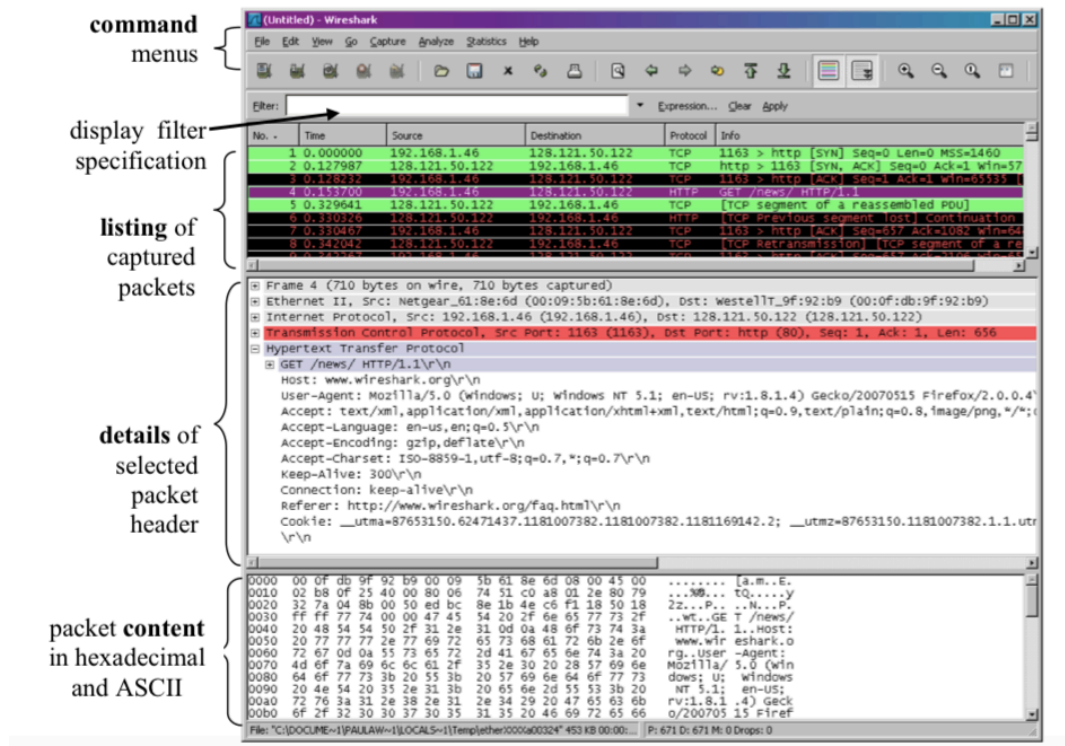 command
menus
display filter
specification
listing of
captured
packets
details of
selected
packet
header
packet content
in hexadecimal
and ASCII
(Untitled) - Wireshark
File Edit View Go Capture Analyze Statistics Help
Filter: Expression... Clear Apply
No. - Time Source Destination Protocol Info
1 0.000000 192.168.1.46 128.121.50.122 TCP 1163 > http [SYN] Seq=0 Len=0 MSS=1460
2 0.127987 128.121.50.122 192.168.1.46 TCP http > 1163 [SYN, ACK] Seq=0 Ack=1 Win=57
3 0.128232 192.168.1.46 128.121.50.122 TCP 1163 > http [ACK] Seq=1 Ack=1 Win=65535
4 0.153700 192.168.1.46 128.121.50.122 HTTP GET /news/ HTTP/1.1
5 0.329641 128.121.50.122 192.168.1.46 TCP [TCP segment of a reassembled PDU]
6 0.330326 128.121.50.122 192.168.1.46 HTTP [TCP Previous segment lost] Continuation
7 0.330467 192.168.1.46 128.121.50.122 TCP 1163 > http [ACK] Seq=657 Ack=1082 Win=64
8 0.342042 128.121.50.122 192.168.1.46 TCP [TCP Retransmission] [TCP segment of a re
Frame 4 (710 bytes on wire, 710 bytes captured)
Ethernet II, Src: Netgear_61:8e:6d (00:09:5b:61:8e:6d), Dst: WestellT_9f:92:b9 (00:0f:db:9f:92:b9)
Internet Protocol, Src: 192.168.1.46 (192.168.1.46), Dst: 128.121.50.122 (128.121.50.122)
Transmission Control Protocol, Src Port: 1163 (1163), Dst Port: http (80), Seq: 1, Ack: 1, Len: 656
Hypertext Transfer Protocol
GET /news/ HTTP/1.1\r\n
Host: www.wireshark.org\r\n
User-Agent: Mozilla/5.0 (Windows; U; Windows NT 5.1; en-US; rv:1.8.1.4) Gecko/20070515 Firefox/2.0.0.4
Accept: text/xml,application/xml,application/xhtml+xml,text/html;q=0.9,text/plain;q=0.8,image/png,*/*;
Accept-Language: en-us,en;q=0.5\r\n
Accept-Encoding: gzip,deflate\r\n
Accept-Charset: ISO-8859-1,utf-8;q=0.7,*;q=0.7\r\n
Keep-Alive: 300\r\n
Connection: keep-alive\r\n
Referer: http://www.wireshark.org/faq.html\r\n
Cookie: __utma=87653150.62471437.1181007382.1181007382.1181169142.2; __utmz=87653150.1181007382.1.1.utm
\r\n
0000 00 0f db 9f 92 b9 00 09 5b 61 8e 6d 08 00 45 00 ........ [a.m..E.
0010 02 b8 0f 25 40 00 80 06 74 51 c0 a8 01 2e 80 79 ...%@... tQ.....y
0020 32 7a 04 8b 00 50 ed bc 8e 1b 4e c6 f1 18 50 18 2z...P.. ..N...P.
0030 ff ff 77 74 00 00 47 45 54 20 2f 6e 65 77 73 2f ..wt..GE T /news/
0040 20 48 54 54 50 2f 31 2e 31 0d 0a 48 6f 73 74 3a HTTP/1. 1..Host:
0050 20 77 77 77 2e 77 69 72 65 73 68 61 72 6b 2e 6f www.wir eshark.o
0060 72 67 0d 0a 55 73 65 72 2d 41 67 65 6e 74 3a 20 rg..User -Agent:
0070 4d 6f 7a 69 6c 6c 61 2f 35 2e 30 20 28 57 69 6e Mozilla/ 5.0 (Win
0080 64 6f 77 73 3b 20 55 3b 20 57 69 6e 64 6f 77 73 dows; U; Windows
0090 20 4e 54 20 35 2e 31 3b 20 65 6e 2d 55 53 3b 20 NT 5.1; en-US;
00a0 72 76 3a 31 2e 38 2e 31 2e 34 29 20 47 65 63 6b rv:1.8.1 .4) Geck
00b0 6f 2f 32 30 30 37 30 35 31 35 20 46 69 72 65 66 o/200705 15 Firef
File: "C:\DOCUME~1\PAULAW~1\LOCALS~1\Temp\etherXXXXa00324" 453 KB 00:00:... P: 671 D: 671 M: 0 Drops: 0